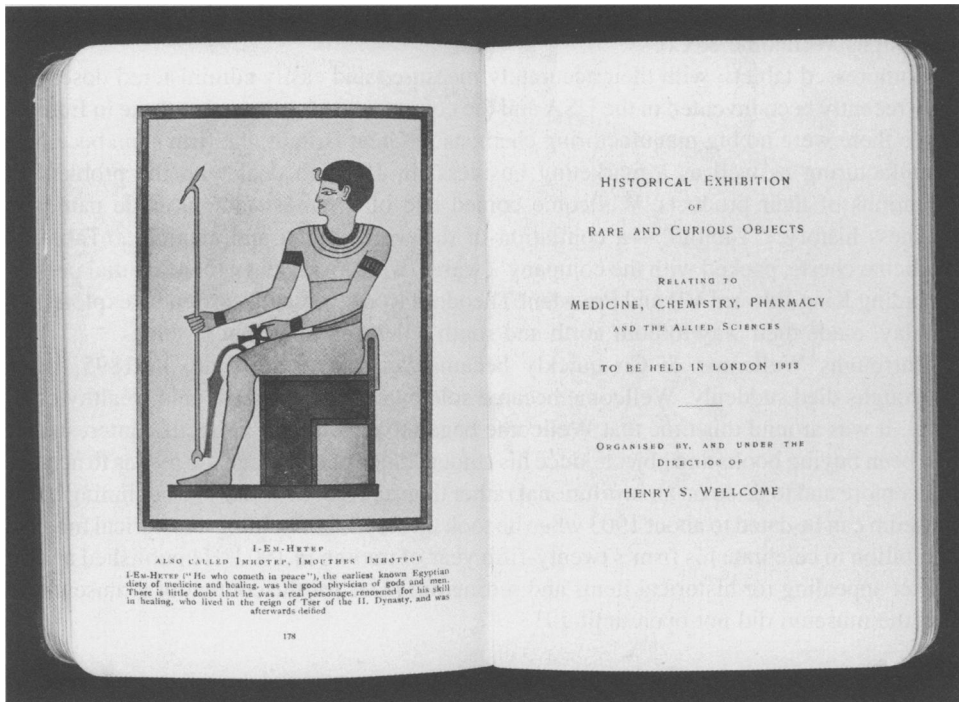 I-Em-Hetep
also called Imhotep, Imouthes Imhotpou
I-Em-Hetep ("He who cometh in peace"), the earliest known Egyptian
diety of medicine and healing, was the good physician of gods and men.
There is little doubt that he was a real personage, renowned for his skill
in healing, who lived in the reign of Tser of the II. Dynasty, and was
afterwards deified
178
Historical Exhibition
of
Rare and Curious Objects
Relating to
Medicine, Chemistry, Pharmacy
and the Allied Sciences
to be held in London 1913
Organised by, and under the
Direction of
Henry S. Wellcome